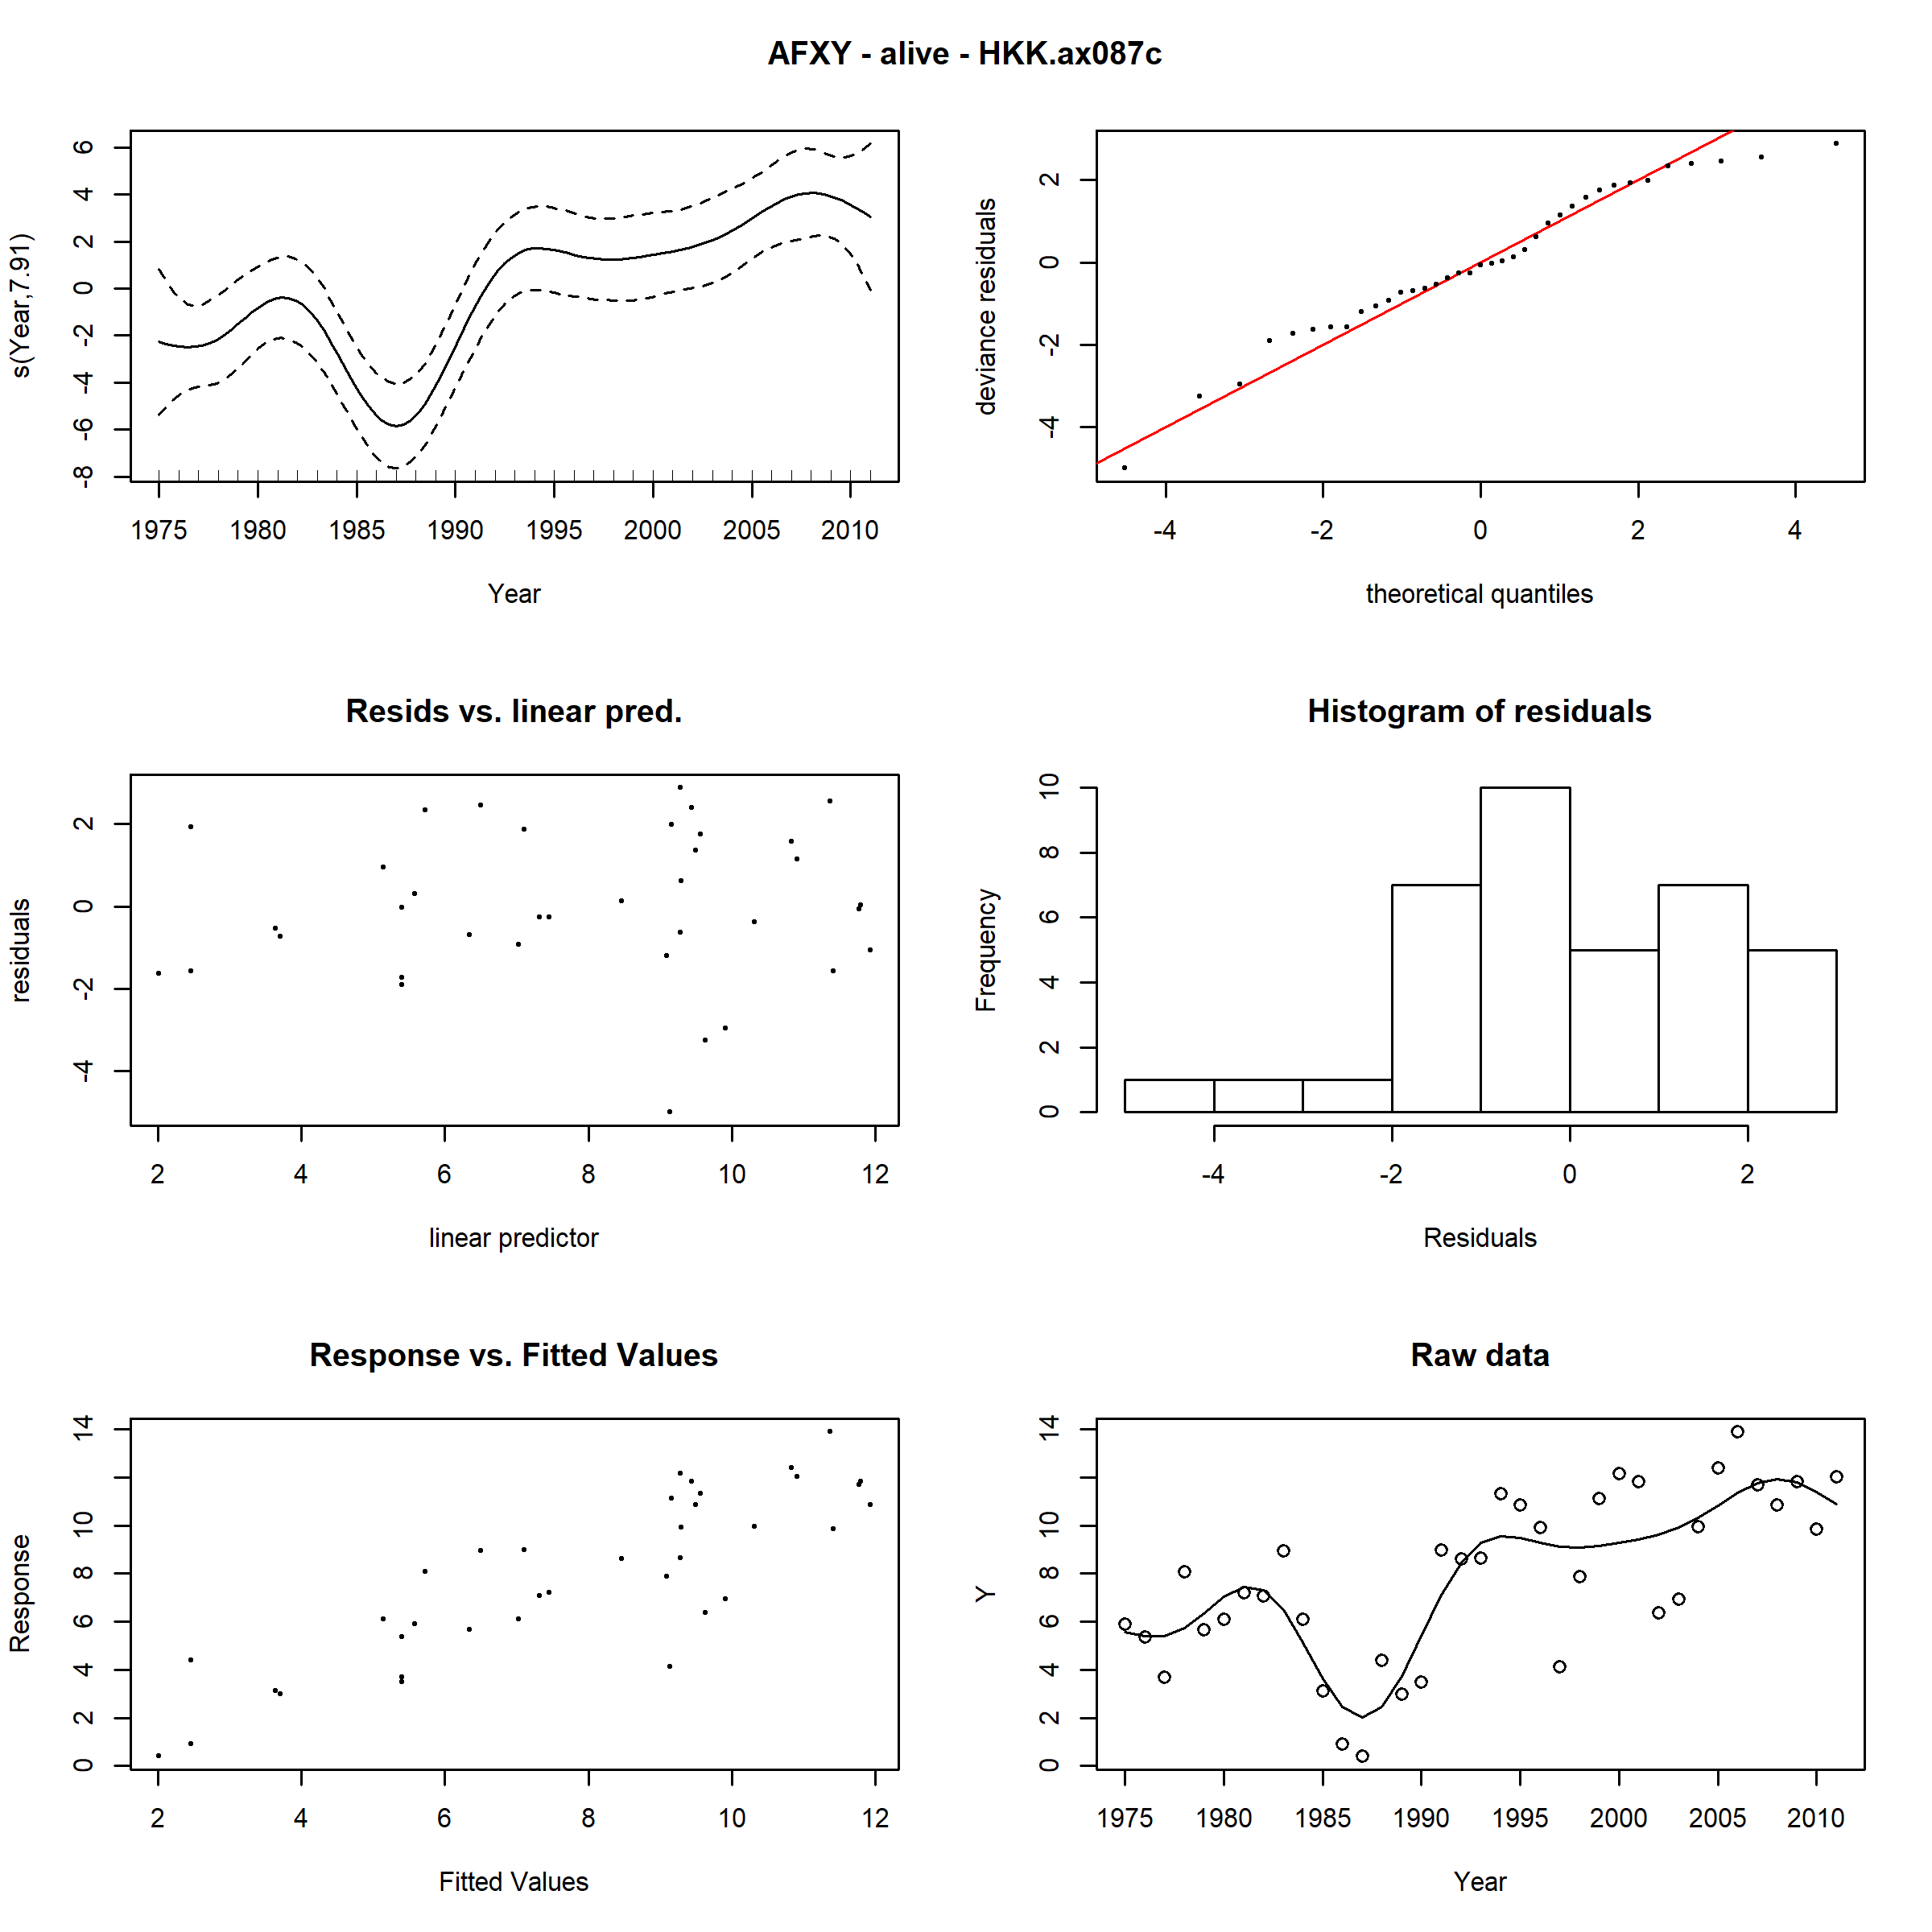 AFXY - alive - HKK.ax087c
s(Year,7.91)
6
4
2
0
-2
-4
-6
-8
1975 1980 1985 1990 1995 2000 2005 2010
Year
deviance residuals
2
0
-2
-4
-4 -2 0 2 4
theoretical quantiles
Resids vs. linear pred.
residuals
2
0
-2
-4
2 4 6 8 10 12
linear predictor
Histogram of residuals
Frequency
10
8
6
4
2
0
-4 -2 0 2
Residuals
Response vs. Fitted Values
Response
14
10
8
6
4
2
0
2 4 6 8 10 12
Fitted Values
Raw data
Y
14
10
8
6
4
2
0
1975 1980 1985 1990 1995 2000 2005 2010
Year